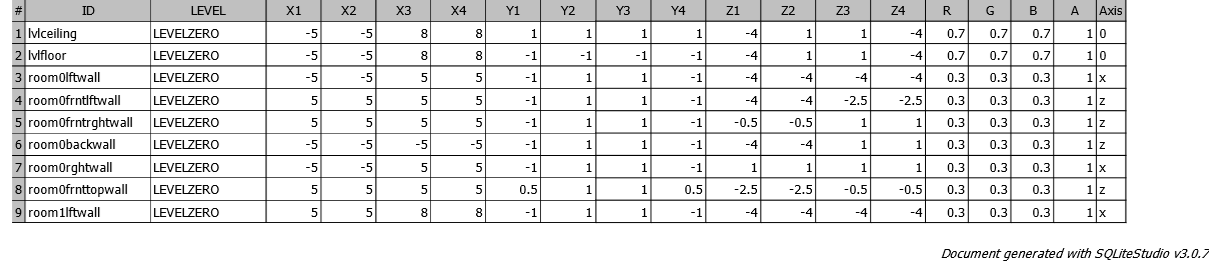 # ID LEVEL X1 X2 X3 X4 Y1 Y2 Y3 Y4 Z1 Z2 Z3 Z4 R G B A Axis
1 lvlceiling LEVELZERO -5 -5 8 8 1 1 1 1 -4 1 1 -4 0.7 0.7 0.7 1 0
2 lvlfloor LEVELZERO -5 -5 8 8 -1 -1 -1 -1 -4 1 1 -4 0.7 0.7 0.7 1 0
3 room0lftwall LEVELZERO -5 -5 5 5 -1 1 1 -1 -4 -4 -4 -4 0.3 0.3 0.3 1 x
4 room0frntlftwall LEVELZERO 5 5 5 5 -1 1 1 -1 -4 -4 -2.5 -2.5 0.3 0.3 0.3 1 z
5 room0frntrghtwall LEVELZERO 5 5 5 5 -1 1 1 -1 -0.5 -0.5 1 1 0.3 0.3 0.3 1 z
6 room0backwall LEVELZERO -5 -5 -5 -5 -1 1 1 -1 -4 -4 1 1 0.3 0.3 0.3 1 z
7 room0rghtwall LEVELZERO -5 -5 5 5 -1 1 1 -1 1 1 1 1 0.3 0.3 0.3 1 x
8 room0frnttopwall LEVELZERO 5 5 5 5 0.5 1 1 0.5 -2.5 -2.5 -0.5 -0.5 0.3 0.3 0.3 1 z
9 room1lftwall LEVELZERO 5 5 8 8 -1 1 1 -1 -4 -4 -4 -4 0.3 0.3 0.3 1 x
Document generated with SQLiteStudio v3.0.7